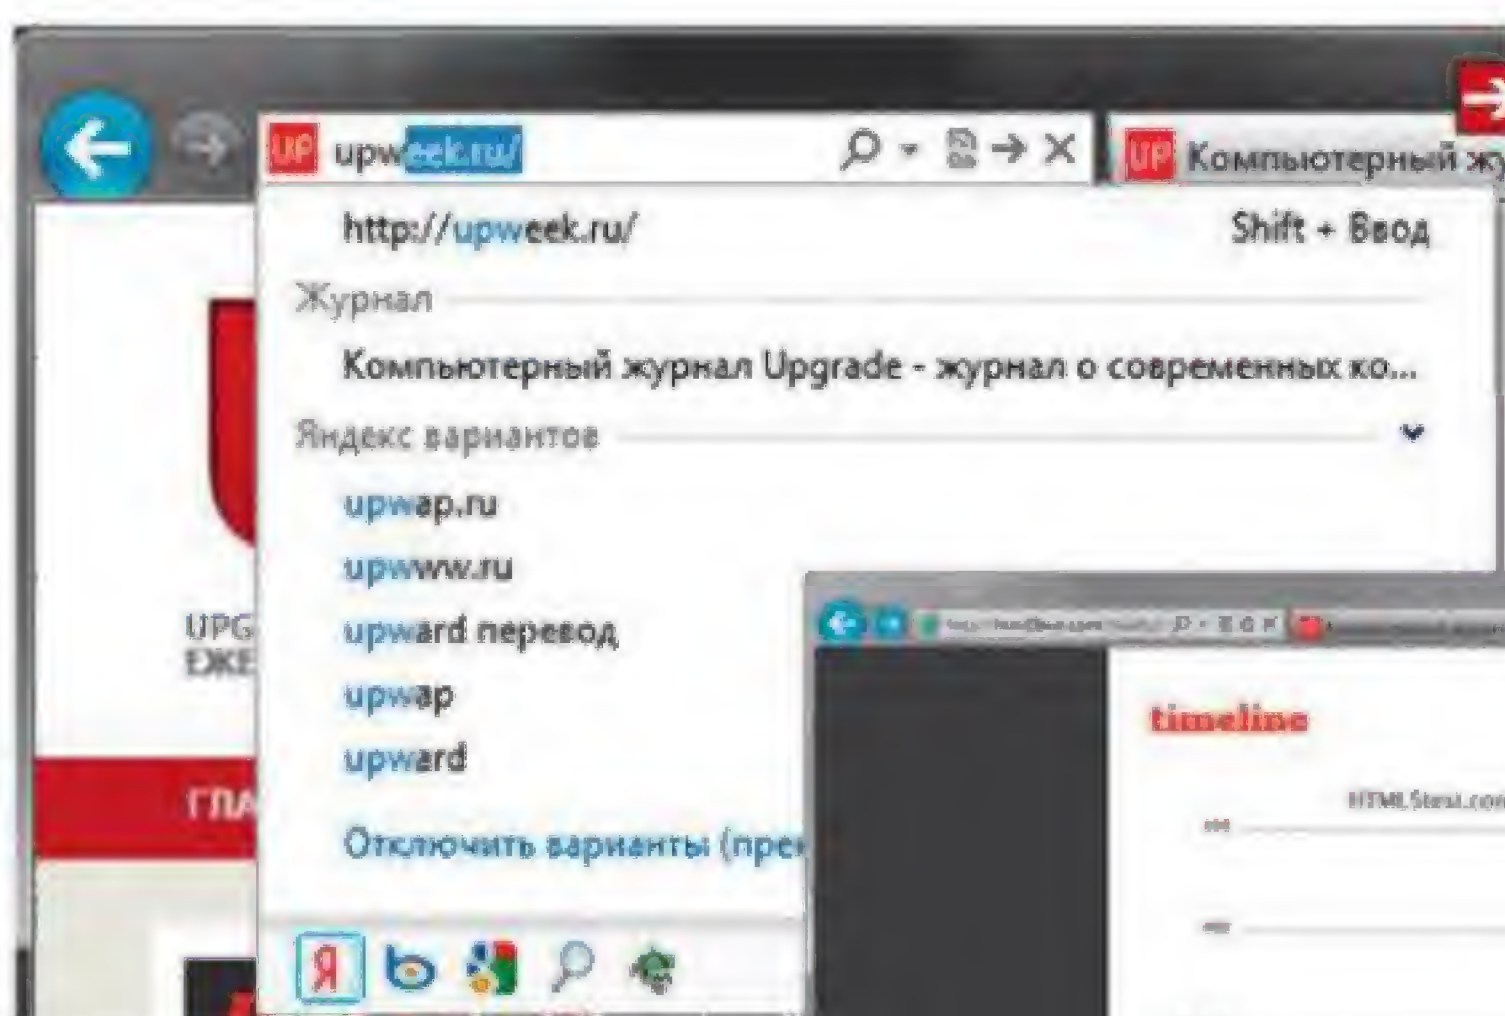 UP upweek.ru/
UP Компьютерный жу
http://upweek.ru/ Shift + Ввод
Журнал
Компьютерный журнал Upgrade - журнал о современных ко...
Яндекс вариантов
upwap.ru
upwww.ru
upward перевод
upwap
upward
Отключить варианты (прек
UPG
ЕЖЕ
ГЛА
Я
timeline
HTML5test.com